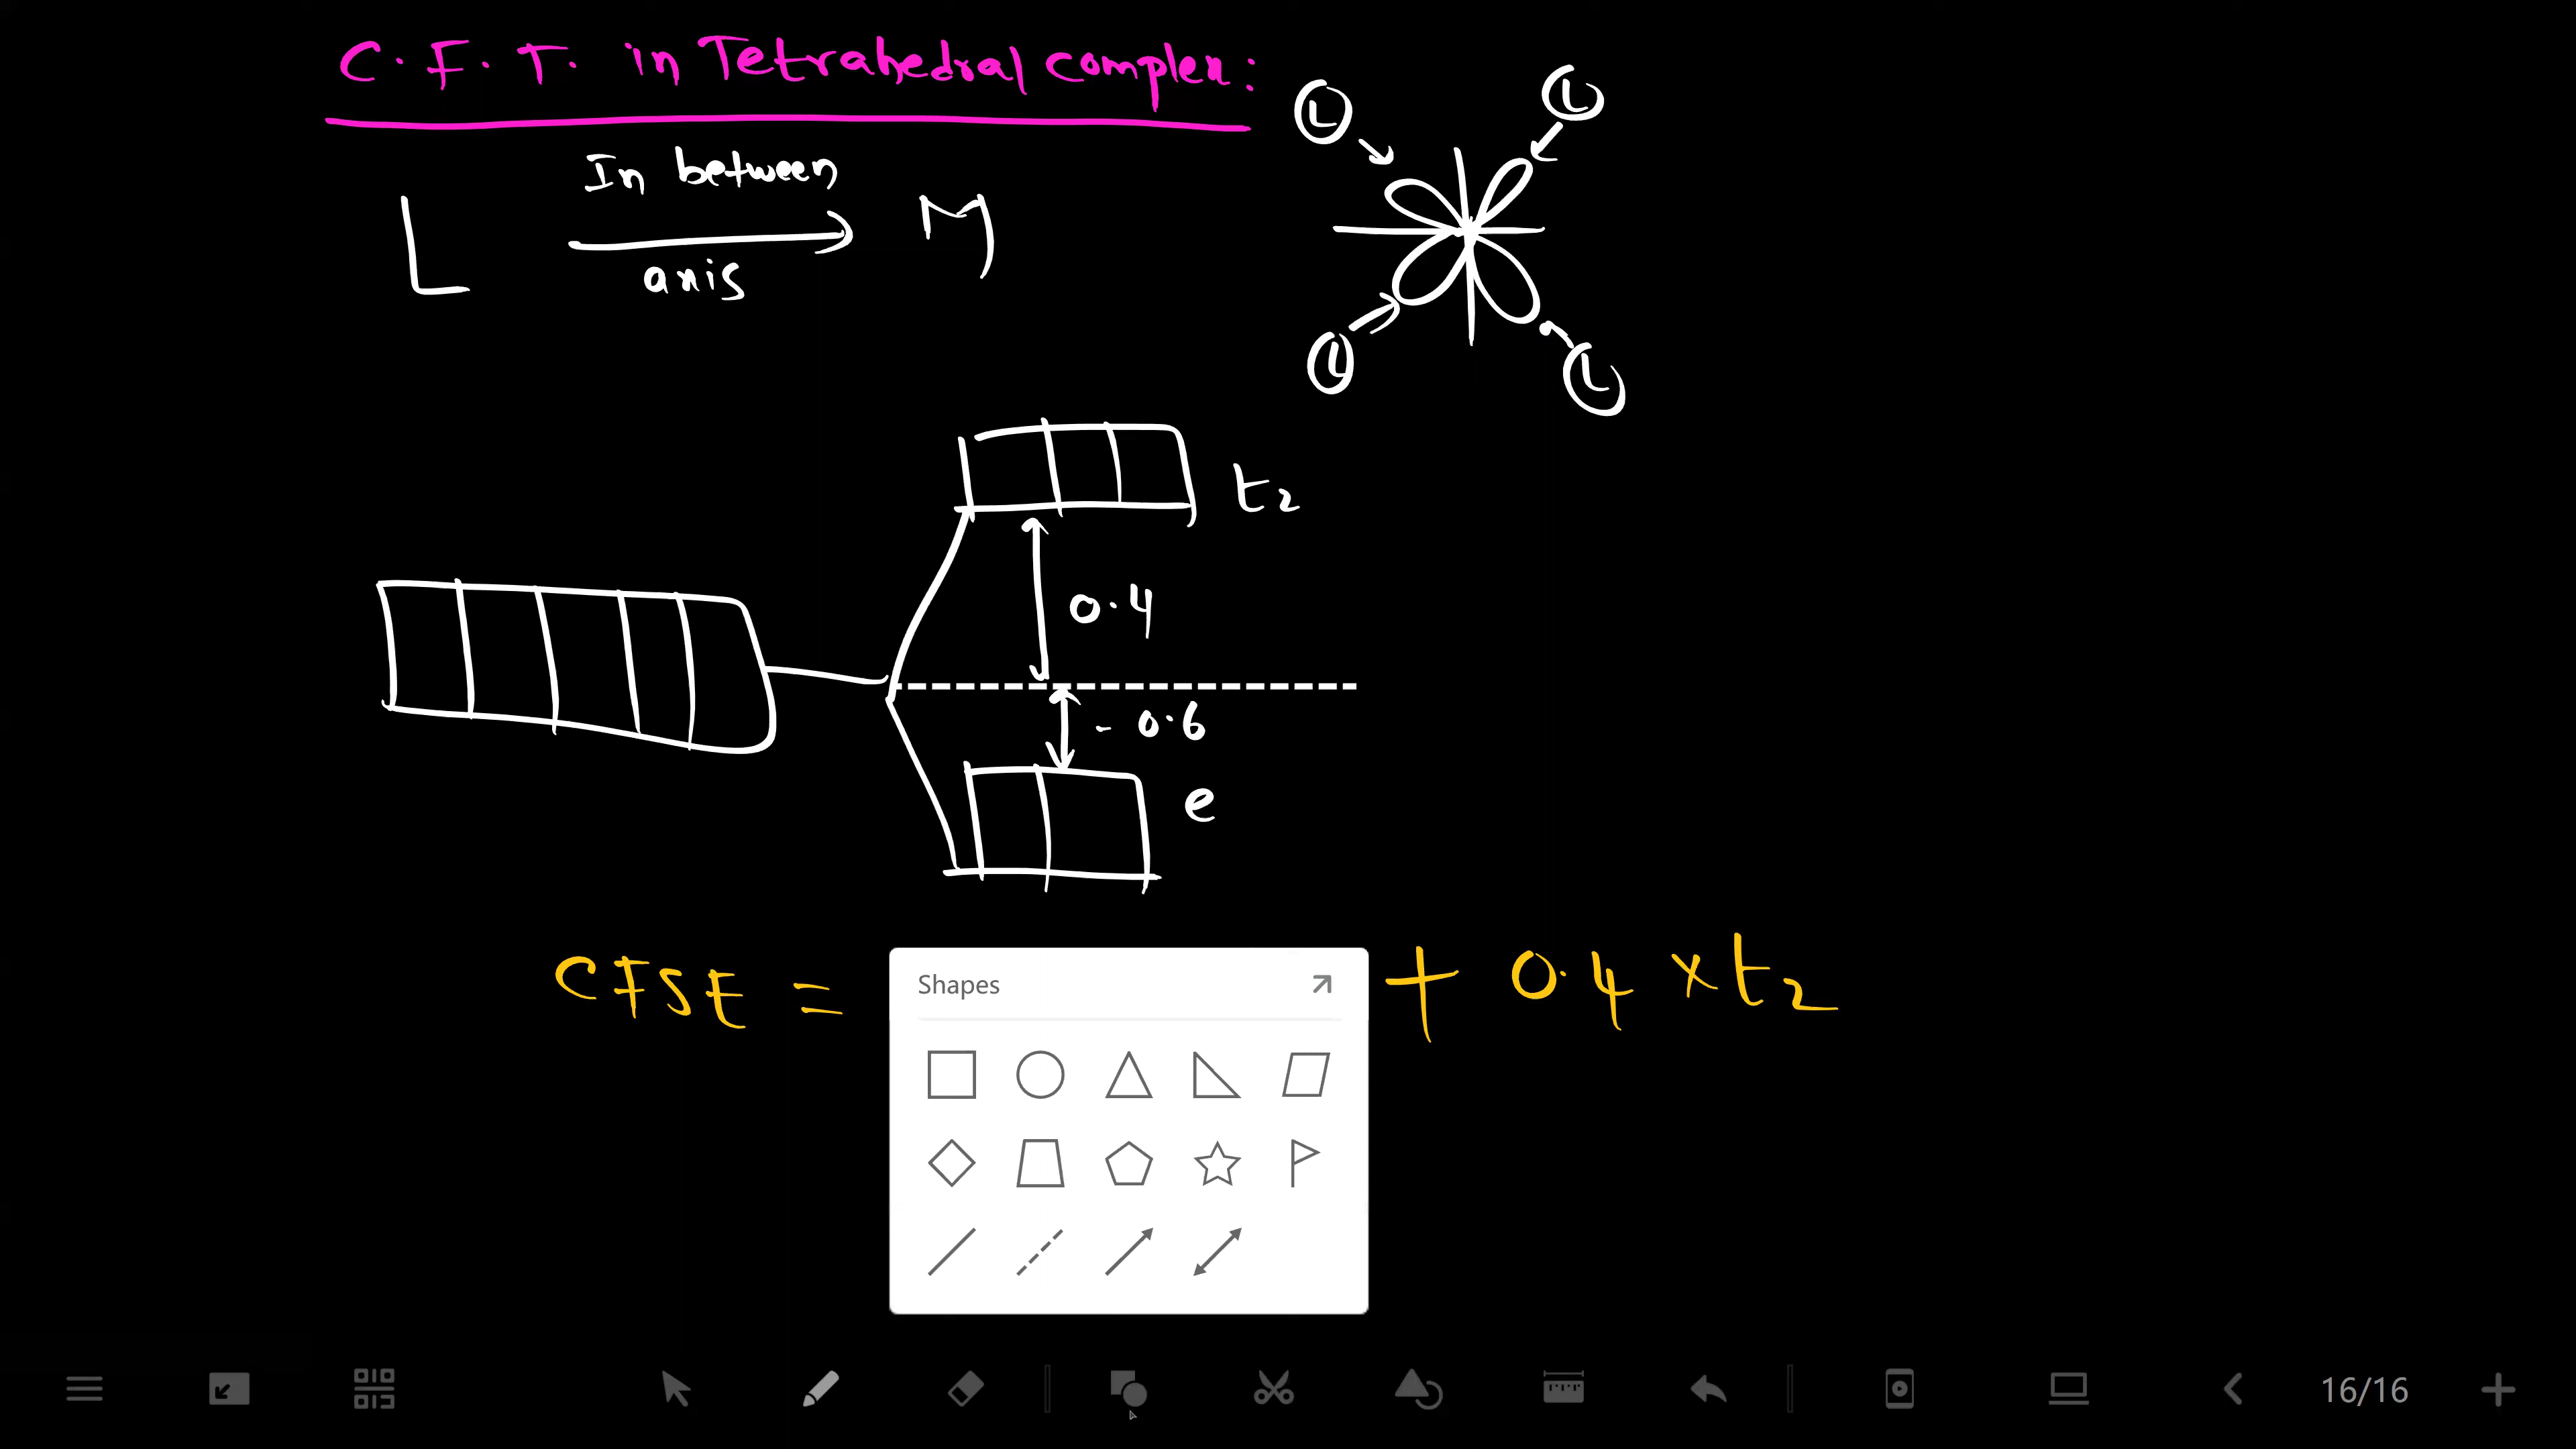 C.F.T. in Tetrahedral complex:
L In between axis → M
L L
L L
t₂
0.4
- 0.6
e
CFSE = + 0.4 × t₂
Shapes
16/16